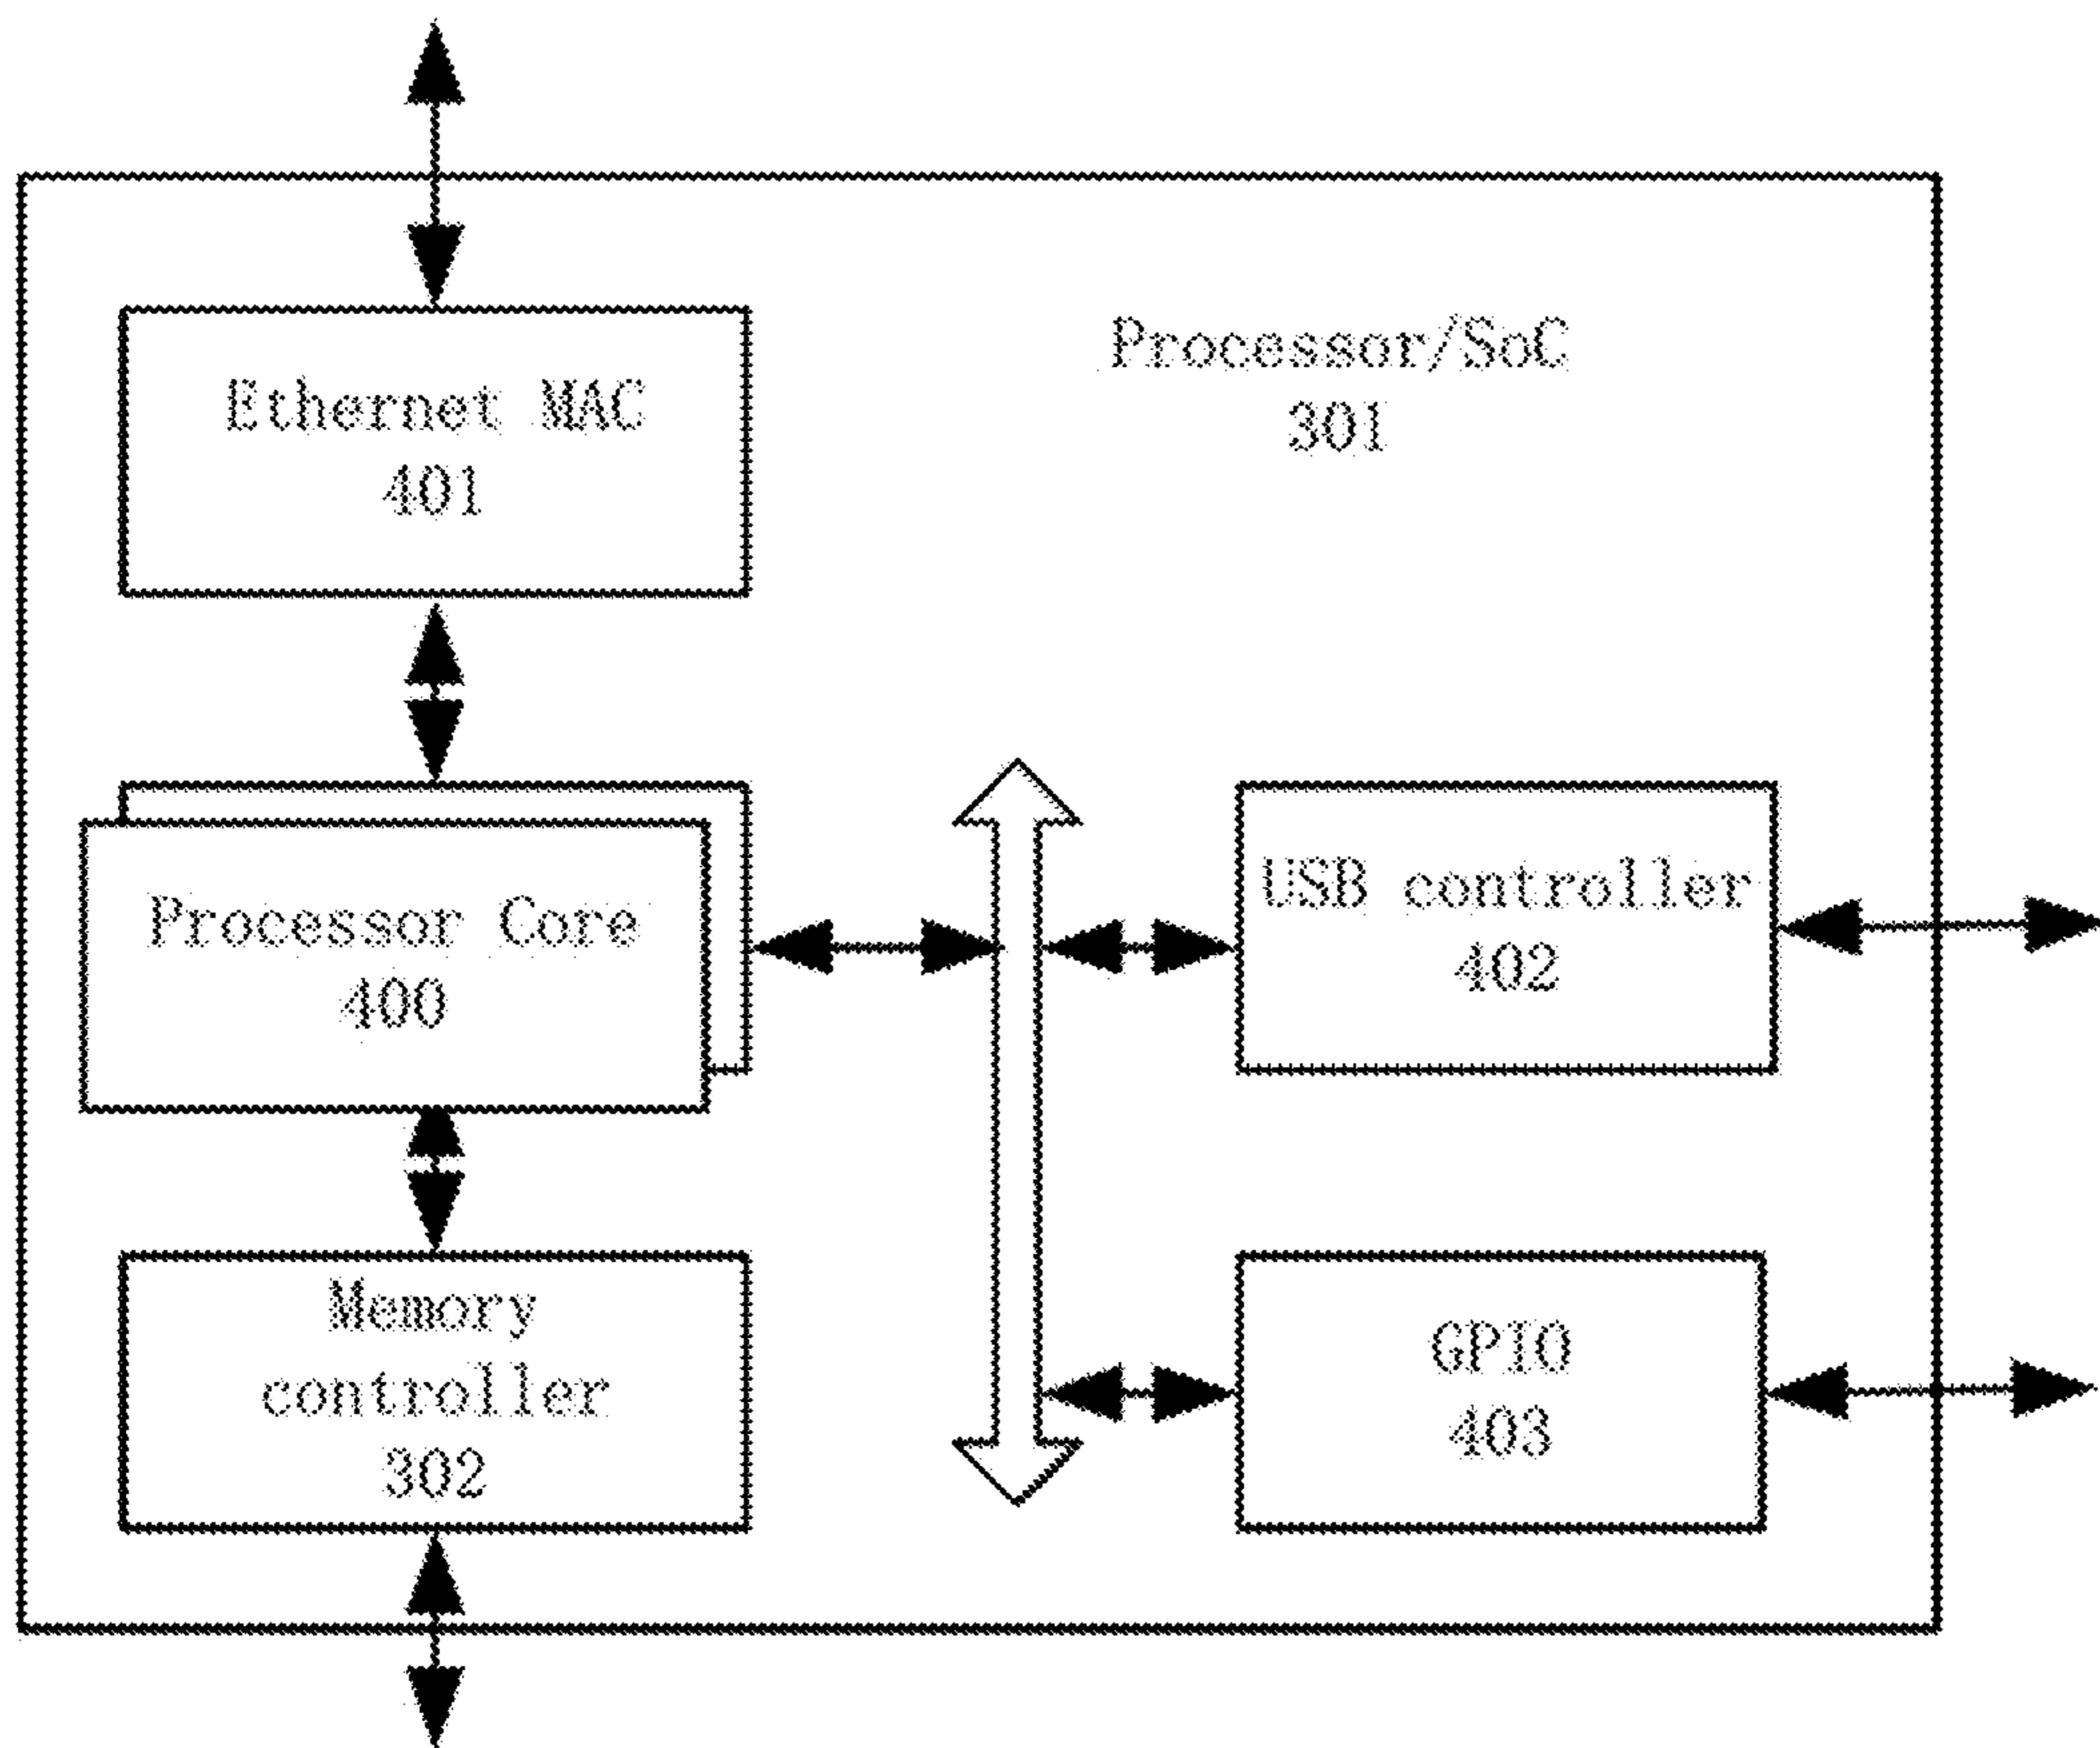 Processor/SoC
301
Ethernet MAC
401
Processor Core
400
USB controller
402
Memory
controller
302
GPIO
403